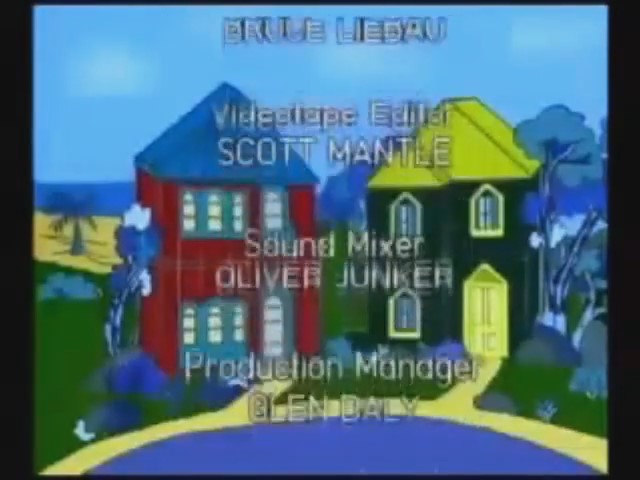 BRUCE LIEBAU
Videotape Editor
SCOTT MANTLE
Sound Mixer
OLIVER JUNKER
Production Manager
GLEN DALY